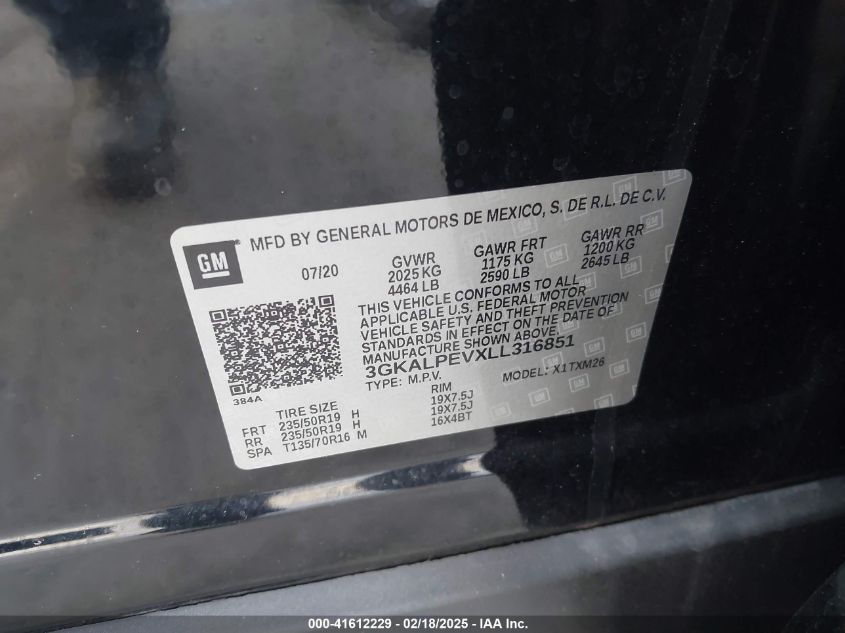 GM
MFD BY GENERAL MOTORS DE MEXICO, S. DE R.L. DE C.V.
07/20
GVWR
2025 KG
4464 LB
GAWR FRT
1175 KG
2590 LB
GAWR RR
1200 KG
2645 LB
THIS VEHICLE CONFORMS TO ALL
APPLICABLE U.S. FEDERAL MOTOR
VEHICLE SAFETY AND THEFT PREVENTION
STANDARDS IN EFFECT ON THE DATE OF
MANUFACTURE SHOWN ABOVE.
3GKALPEVXLL316851
TYPE: M.P.V.
MODEL: X1TXM26
384A
TIRE SIZE
RIM
FRT 235/50R19 H 19X7.5J
RR 235/50R19 H 19X7.5J
SPA T135/70R16 M 16X4BT
000-41612229 - 02/18/2025 - IAA Inc.